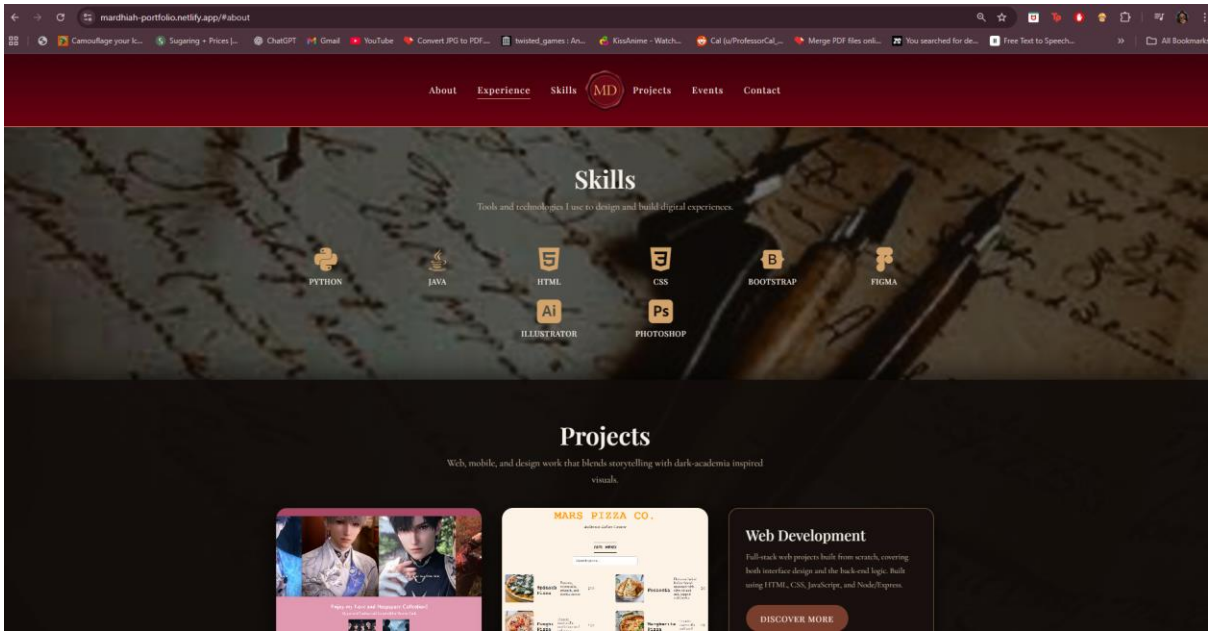 mardhiah-portfolio.netlify.app/#about
Camouflage your Ic... Sugaring + Prices |... ChatGPT Gmail YouTube Convert JPG to PDF... twisted_games : An... KissAnime - Watch... Cal (u/ProfessorCal_... Merge PDF files onli... You searched for de... Free Text to Speech... All Bookmarks
About Experience Skills MD Projects Events Contact
Skills
Tools and technologies I use to design and build digital experiences.
PYTHON JAVA HTML CSS BOOTSTRAP FIGMA
Ai Ps
ILLUSTRATOR PHOTOSHOP
Projects
Web, mobile, and design work that blends storytelling with dark-academia inspired
visuals.
MARS PIZZA CO.
OUR MENU
Web Development
Full-stack web projects built from scratch, covering
both interface design and the back-end logic. Built
using HTML, CSS, JavaScript, and Node/Express.
DISCOVER MORE